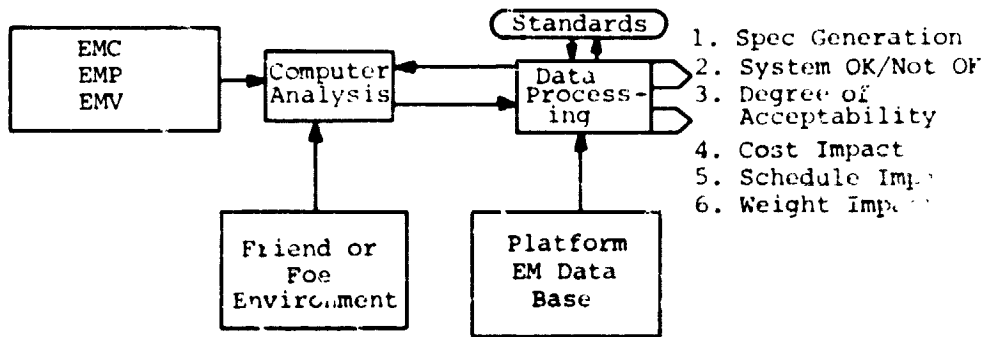 EMC
EMP
EMV
Computer
Analysis
Standards
Data
Process-
ing
1. Spec Generation
2. System OK/Not
3. Degree of
Acceptability
4. Cost Impact
5. Schedule
6. Weight
Friend or
Foe
Environment
Platform
EM Data
Base